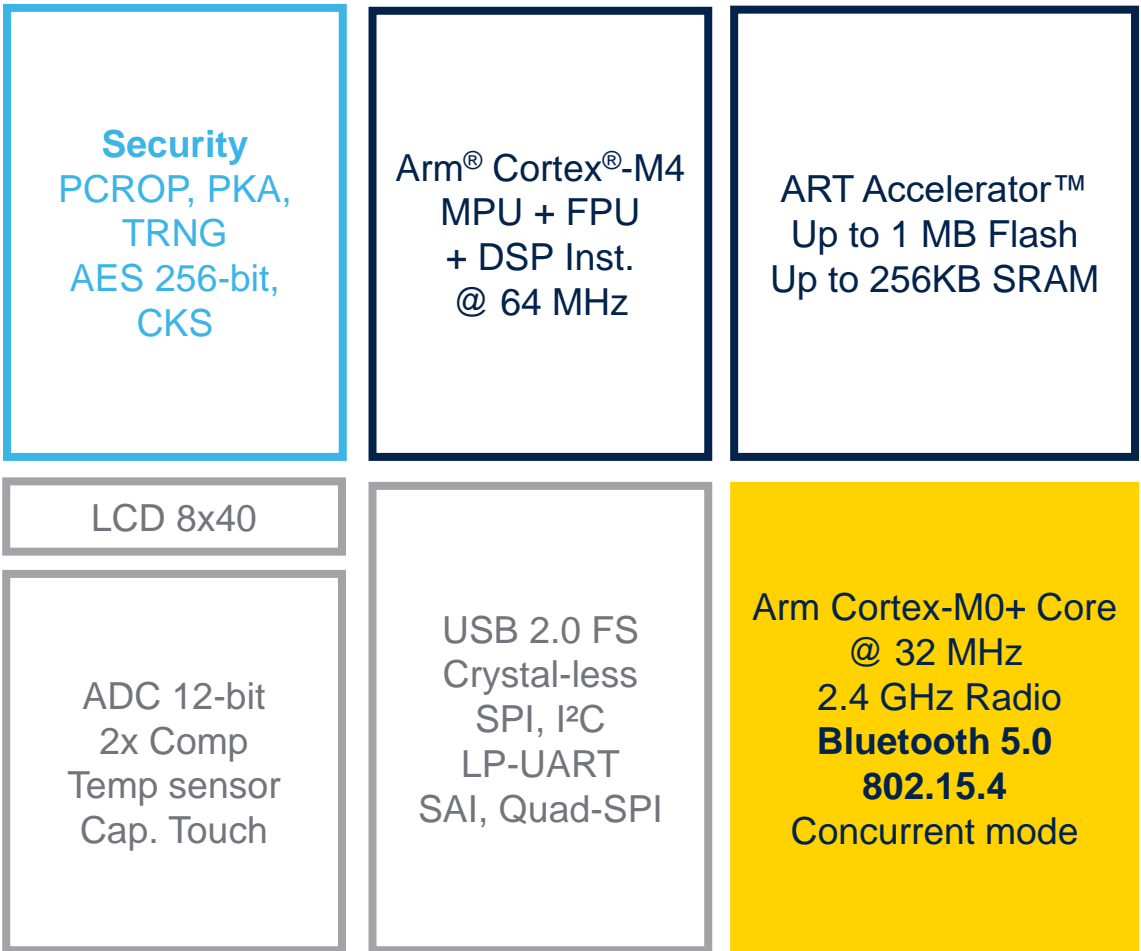 Security
PCROP, PKA,
TRNG
AES 256-bit,
CKS
Arm® Cortex®-M4
MPU + FPU
+ DSP Inst.
@ 64 MHz
ART Accelerator™
Up to 1 MB Flash
Up to 256KB SRAM
LCD 8x40
ADC 12-bit
2x Comp
Temp sensor
Cap. Touch
USB 2.0 FS
Crystal-less
SPI, I²C
LP-UART
SAI, Quad-SPI
Arm Cortex-M0+ Core
@ 32 MHz
2.4 GHz Radio
Bluetooth 5.0
802.15.4
Concurrent mode